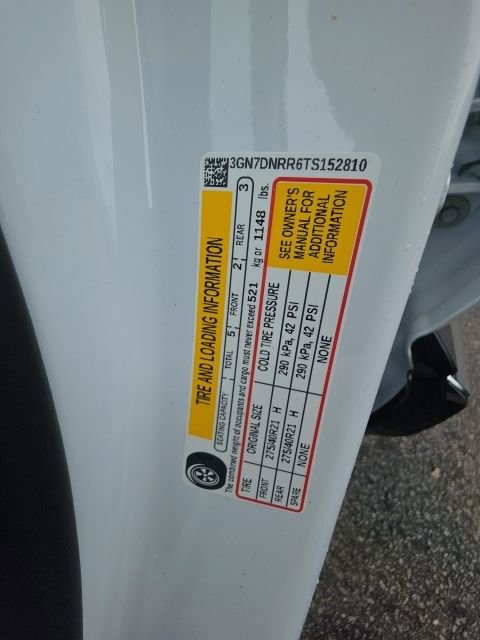 3GN7DNRR6TS152810
TIRE AND LOADING INFORMATION
SEATING CAPACITY TOTAL 5 FRONT 2 REAR 3
The combined weight of occupants and cargo must never exceed 521 kg or 1148 lbs.
TIRE ORIGINAL SIZE COLD TIRE PRESSURE
FRONT 275/40R21 H 290 kPa, 42 PSI
REAR 275/40R21 H 290 kPa, 42 PSI
SPARE NONE NONE
SEE OWNER'S
MANUAL FOR
ADDITIONAL
INFORMATION